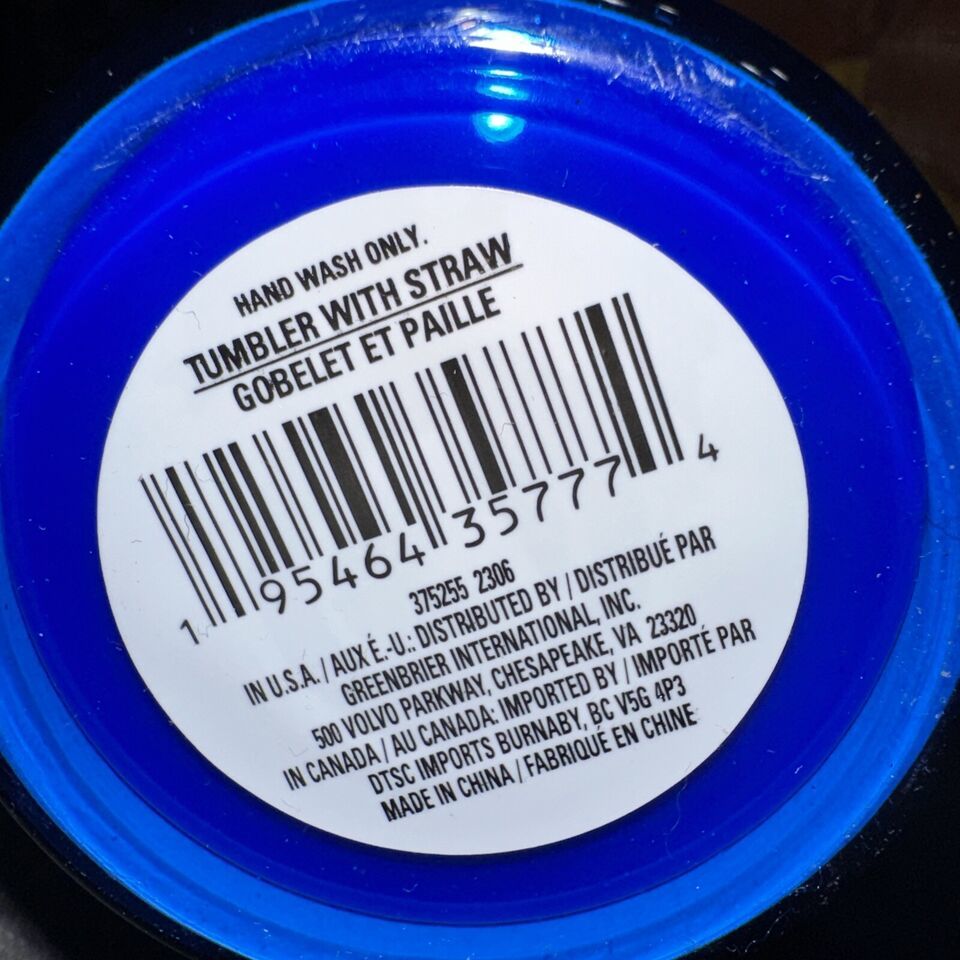 HAND WASH ONLY.
TUMBLER WITH STRAW
GOBELET ET PAILLE
1 95464 35777 4
375255 2306
IN U.S.A. / AUX É.-U.: DISTRIBUTED BY / DISTRIBUÉ PAR
GREENBRIER INTERNATIONAL, INC.
500 VOLVO PARKWAY, CHESAPEAKE, VA 23320
IN CANADA / AU CANADA: IMPORTED BY / IMPORTÉ PAR
DTSC IMPORTS BURNABY, BC V5G 4P3
MADE IN CHINA / FABRIQUÉ EN CHINE